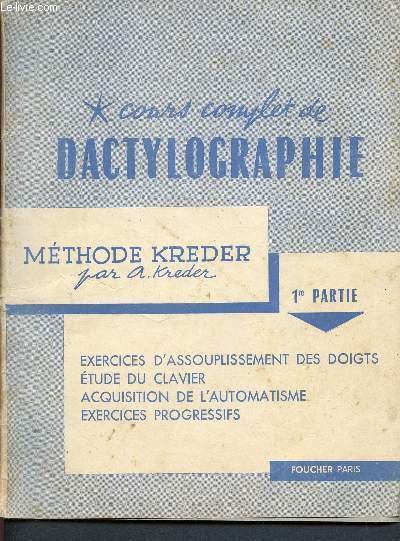 Le-livre.com
* cours complet de
DACTYLOGRAPHIE
MÉTHODE KREDER
par A. Kreder
1re PARTIE
EXERCICES D'ASSOUPLISSEMENT DES DOIGTS
ÉTUDE DU CLAVIER
ACQUISITION DE L'AUTOMATISME
EXERCICES PROGRESSIFS
FOUCHER PARIS